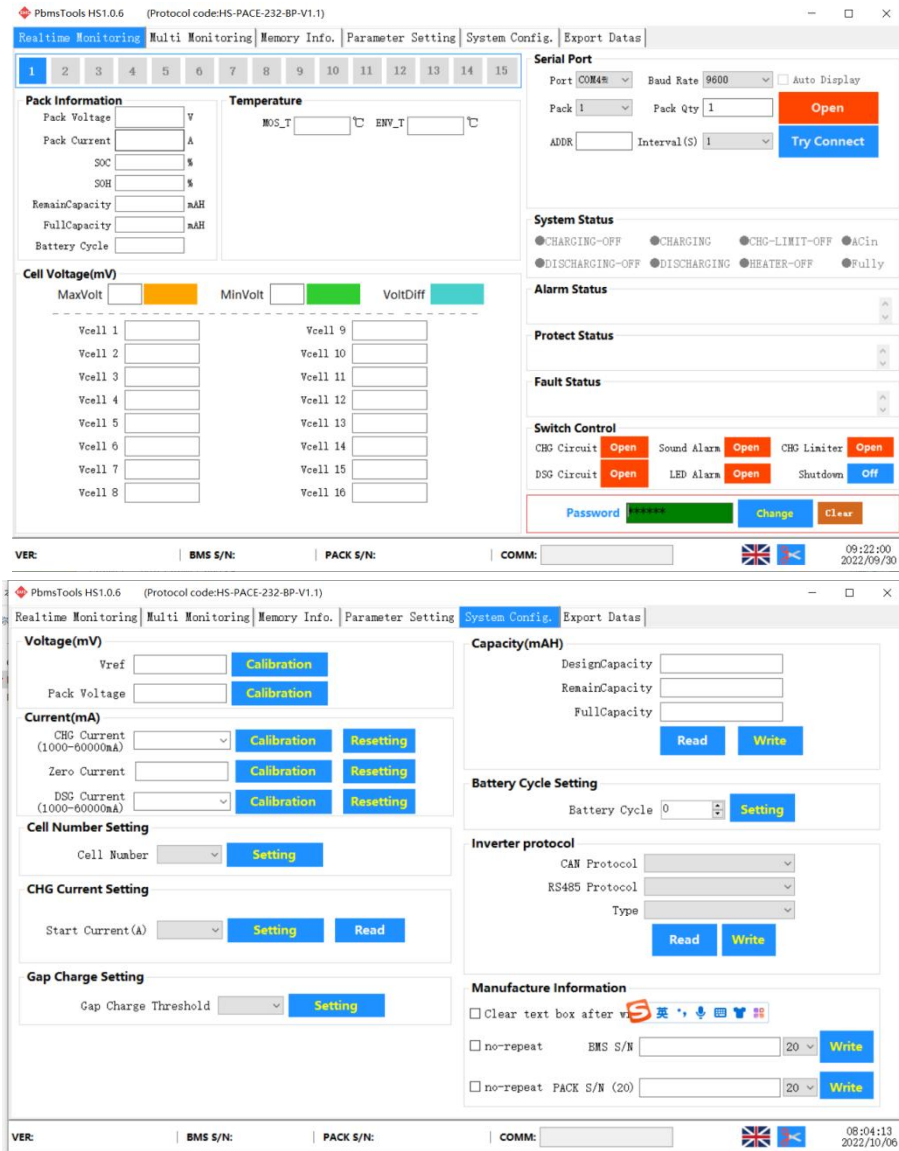 PbmsTools HS1.0.6 (Protocol code:HS-PACE-232-BP-V1.1)
Realtime Monitoring Multi Monitoring Memory Info. Parameter Setting System Config. Export Datas
1 2 3 4 5 6 7 8 9 10 11 12 13 14 15
Pack Information
Pack Voltage V
Pack Current A
SOC %
SOH %
RemainCapacity mAH
FullCapacity mAH
Battery Cycle
Temperature
MOS_T ℃ ENV_T ℃
Cell Voltage(mV)
MaxVolt MinVolt VoltDiff
Vcell 1 Vcell 9
Vcell 2 Vcell 10
Vcell 3 Vcell 11
Vcell 4 Vcell 12
Vcell 5 Vcell 13
Vcell 6 Vcell 14
Vcell 7 Vcell 15
Vcell 8 Vcell 16
Serial Port
Port COM4 Baud Rate 9600 Auto Display
Pack 1 Pack Qty 1 Open
ADDR Interval(S) 1 Try Connect
System Status
CHARGING-OFF CHARGING CHG-LIMIT-OFF ACin
DISCHARGING-OFF DISCHARGING HEATER-OFF Fully
Alarm Status
Protect Status
Fault Status
Switch Control
CHG Circuit Open Sound Alarm Open CHG Limiter Open
DSG Circuit Open LED Alarm Open Shutdown Off
Password ****** Change Clear
VER: BMS S/N: PACK S/N: COMM: 09:22:00
2022/09/30
PbmsTools HS1.0.6 (Protocol code:HS-PACE-232-BP-V1.1)
Realtime Monitoring Multi Monitoring Memory Info. Parameter Setting System Config. Export Datas
Voltage(mV)
Vref Calibration
Pack Voltage Calibration
Current(mA)
CHG Current
(1000-60000mA) Calibration Resetting
Zero Current Calibration Resetting
DSG Current
(1000-60000mA) Calibration Resetting
Cell Number Setting
Cell Number Setting
CHG Current Setting
Start Current(A) Setting Read
Gap Charge Setting
Gap Charge Threshold Setting
Capacity(mAH)
DesignCapacity
RemainCapacity
FullCapacity
Read Write
Battery Cycle Setting
Battery Cycle 0 Setting
Inverter protocol
CAN Protocol
RS485 Protocol
Type
Read Write
Manufacture Information
Clear text box after 英
no-repeat BMS S/N 20 Write
no-repeat PACK S/N (20) 20 Write
VER: BMS S/N: PACK S/N: COMM: 08:04:13
2022/10/06